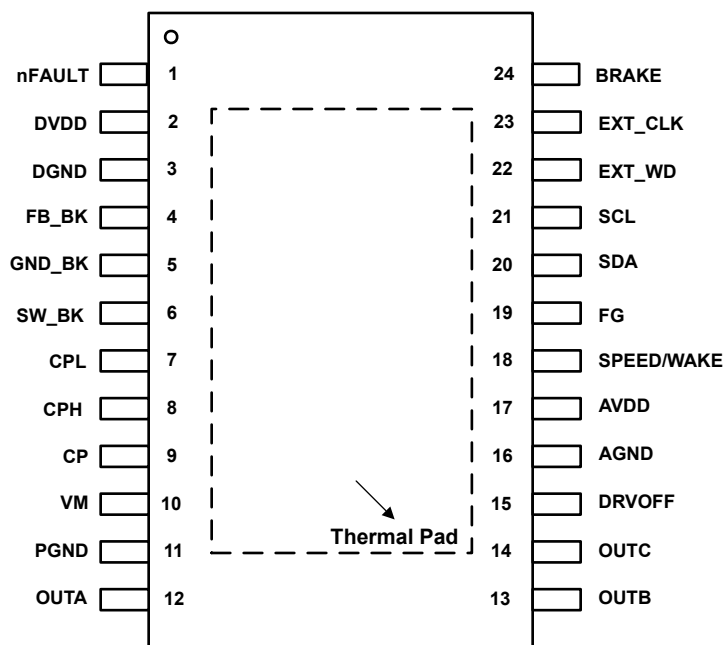 nFAULT 1 24 BRAKE
DVDD 2 23 EXT_CLK
DGND 3 22 EXT_WD
FB_BK 4 21 SCL
GND_BK 5 20 SDA
SW_BK 6 19 FG
CPL 7 18 SPEED/WAKE
CPH 8 17 AVDD
CP 9 16 AGND
VM 10 15 DRVOFF
Thermal Pad
PGND 11 14 OUTC
OUTA 12 13 OUTB